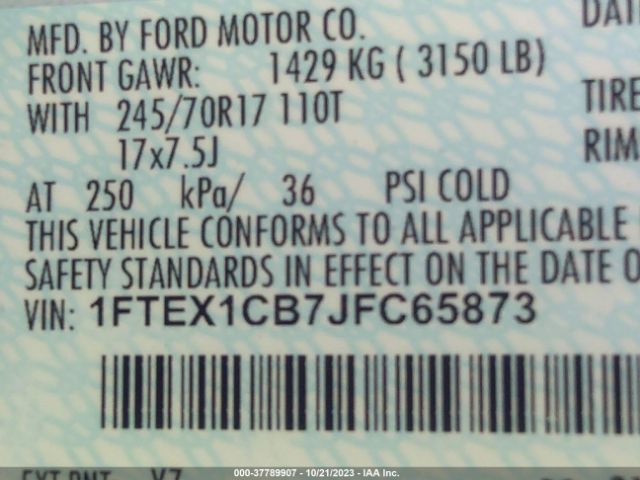 MFD. BY FORD MOTOR CO.
FRONT GAWR: 1429 KG ( 3150 LB)
WITH 245/70R17 110T TIRE
17x7.5J RIM
AT 250 kPa/ 36 PSI COLD
THIS VEHICLE CONFORMS TO ALL APPLICABLE
SAFETY STANDARDS IN EFFECT ON THE DATE O
VIN: 1FTEX1CB7JFC65873
000-37789907 - 10/21/2023 - IAA Inc.